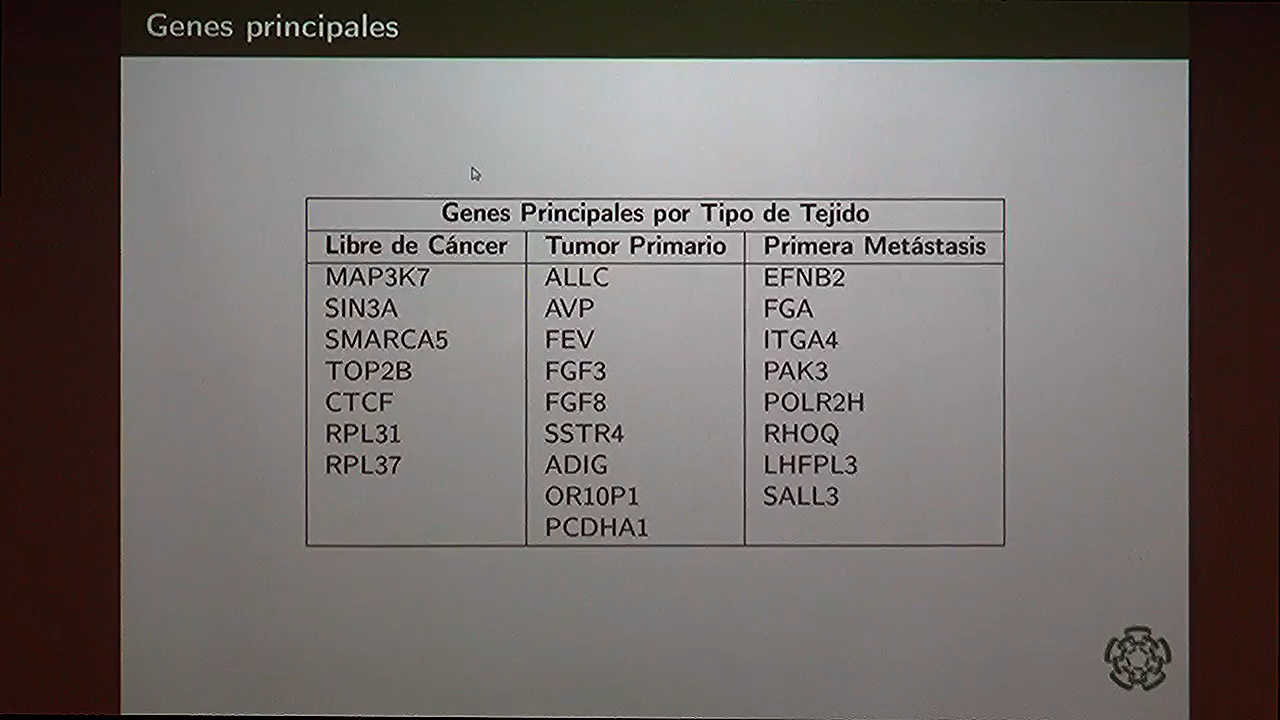 Genes principales
Genes Principales por Tipo de Tejido
Libre de Cáncer Tumor Primario Primera Metástasis
MAP3K7 ALLC EFNB2
SIN3A AVP FGA
SMARCA5 FEV ITGA4
TOP2B FGF3 PAK3
CTCF FGF8 POLR2H
RPL31 SSTR4 RHOQ
RPL37 ADIG LHFPL3
OR10P1 SALL3
PCDHA1